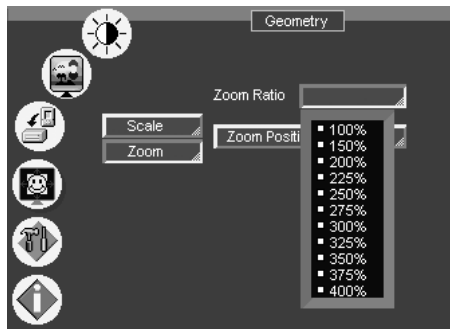 Geometry
Zoom Ratio
Scale
Zoom Positi
Zoom
100%
150%
200%
225%
250%
275%
300%
325%
350%
375%
400%